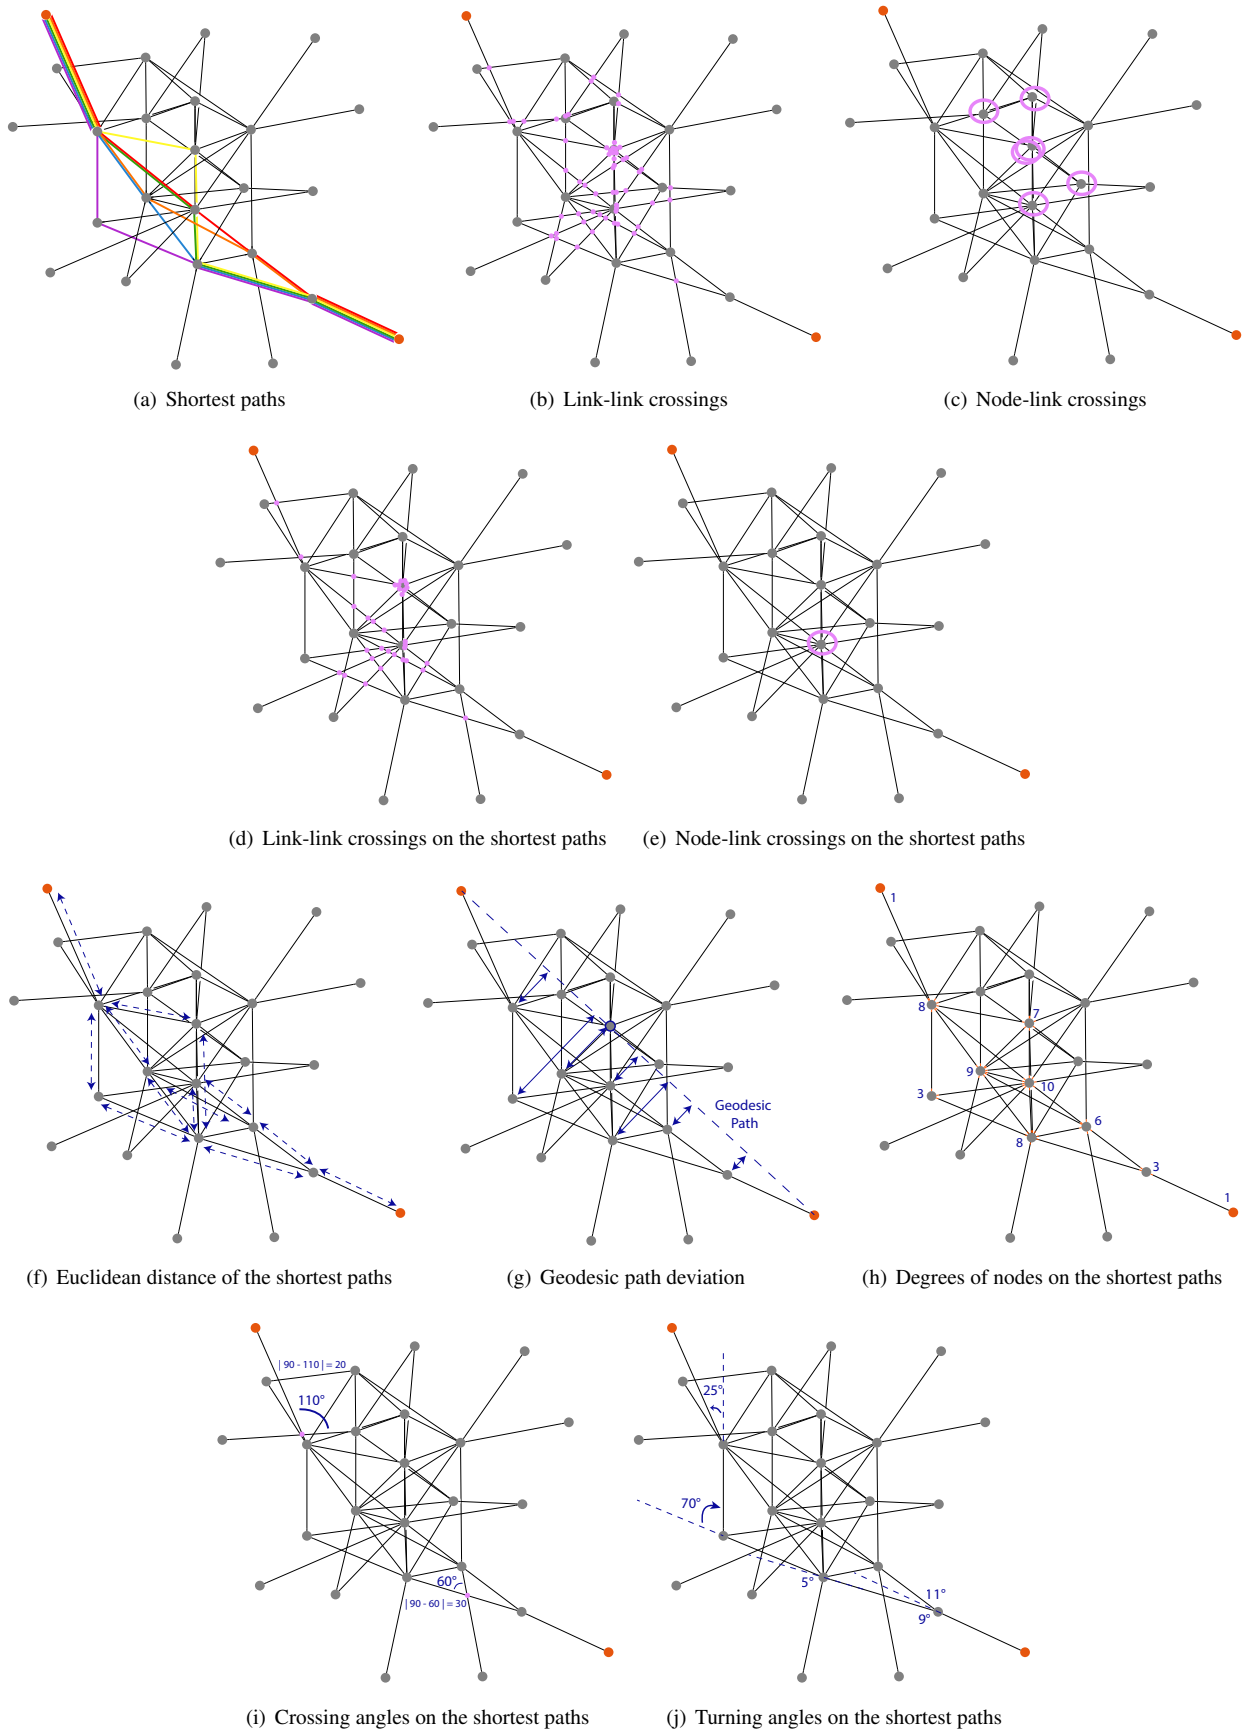 (a) Shortest paths
(b) Link-link crossings
(c) Node-link crossings
(d) Link-link crossings on the shortest paths
(e) Node-link crossings on the shortest paths
Geodesic
Path
1
8
7
9
3
10
6
8
3
1
(f) Euclidean distance of the shortest paths
(g) Geodesic path deviation
(h) Degrees of nodes on the shortest paths
| 90 - 110 | = 20
110°
60°
| 90 - 60 | = 30
25°
70°
5°
11°
9°
(i) Crossing angles on the shortest paths
(j) Turning angles on the shortest paths